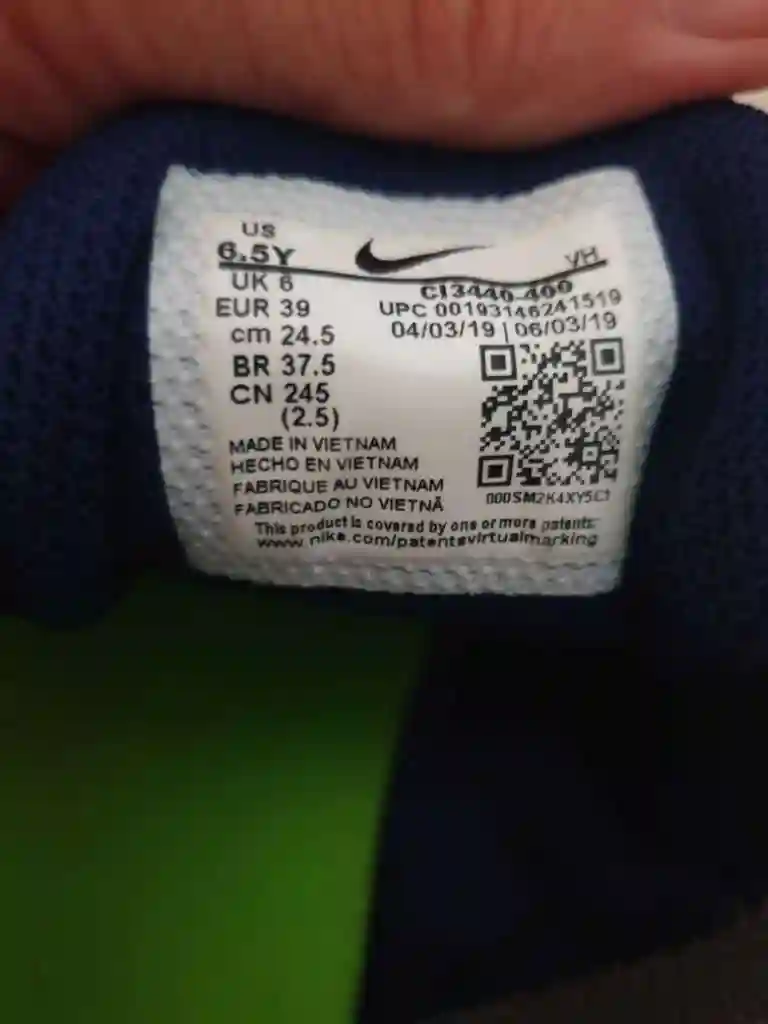 US
6.5Y
VH
UK 6
EUR 39
cm 24.5
BR 37.5
CN 245
(2.5)
CI3440-400
UPC 00193146241519
04/03/19 | 06/03/19
000SM2K4XY5C1
MADE IN VIETNAM
HECHO EN VIETNAM
FABRIQUE AU VIETNAM
FABRICADO NO VIETNÃ
This product is covered by one or more patents:
www.nike.com/patentsvirtualmarking